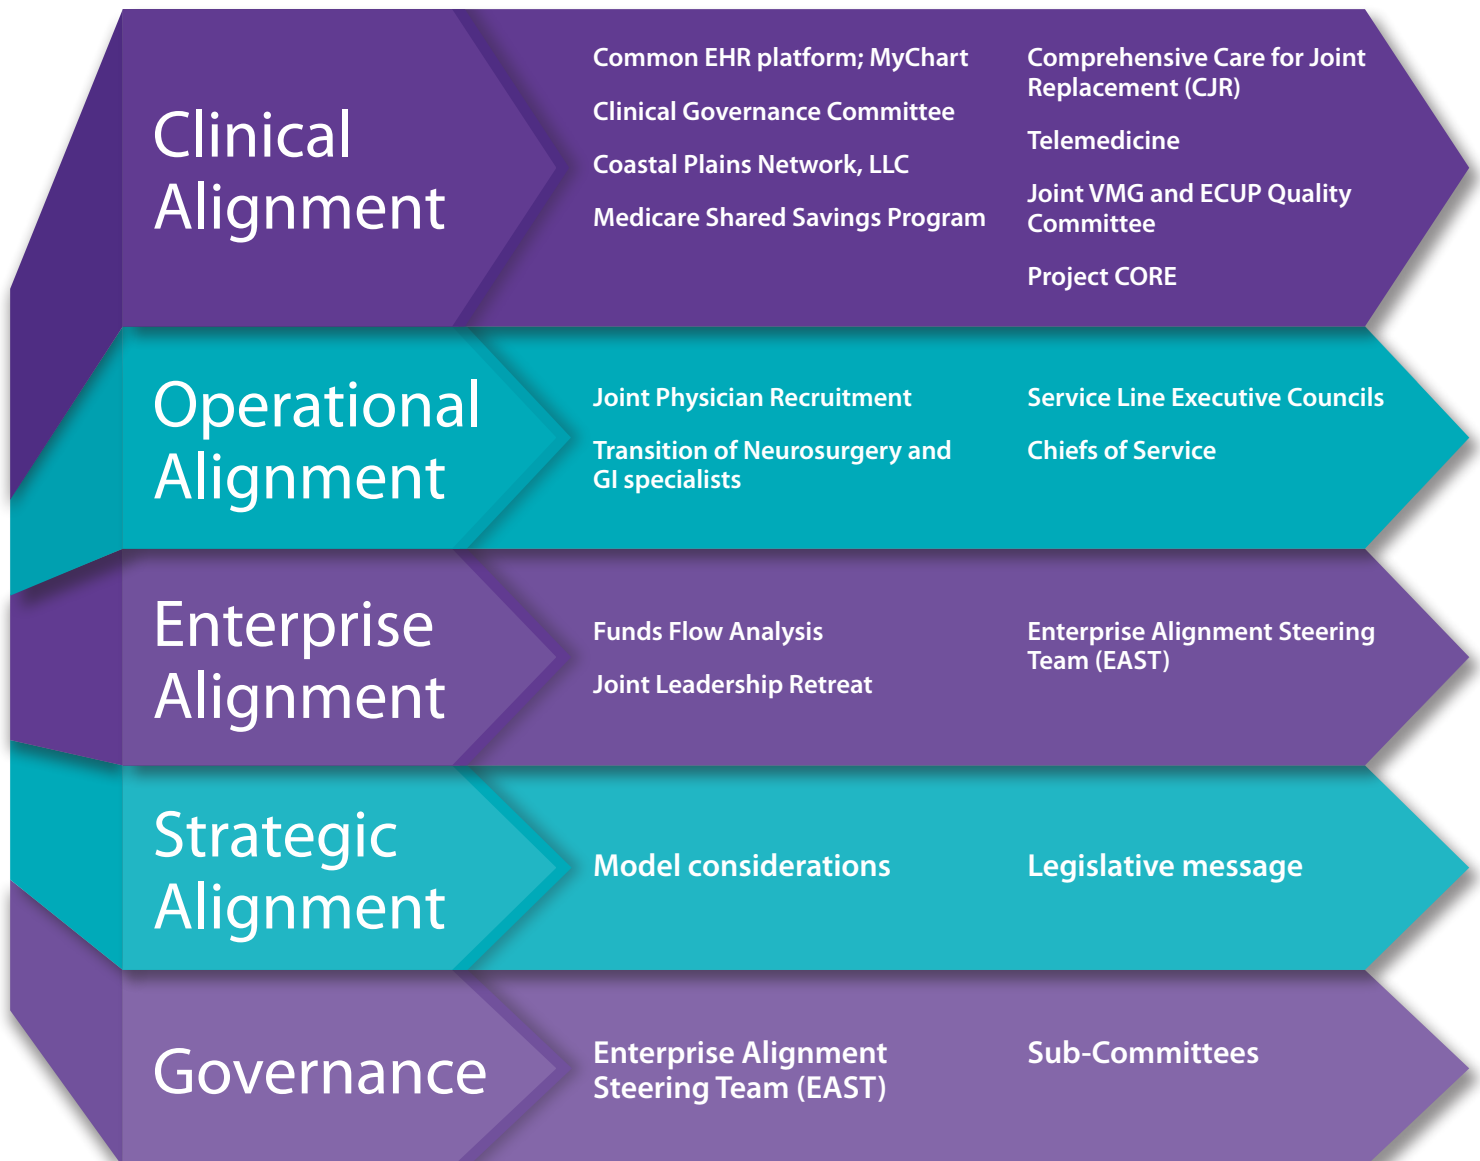 Clinical
Alignment
Common EHR platform; MyChart
Clinical Governance Committee
Coastal Plains Network, LLC
Medicare Shared Savings Program
Comprehensive Care for Joint
Replacement (CJR)
Telemedicine
Joint VMG and ECUP Quality
Committee
Project CORE
Operational
Alignment
Joint Physician Recruitment
Transition of Neurosurgery and
GI specialists
Service Line Executive Councils
Chiefs of Service
Enterprise
Alignment
Funds Flow Analysis
Joint Leadership Retreat
Enterprise Alignment Steering
Team (EAST)
Strategic
Alignment
Model considerations
Legislative message
Governance
Enterprise Alignment
Steering Team (EAST)
Sub-Committees